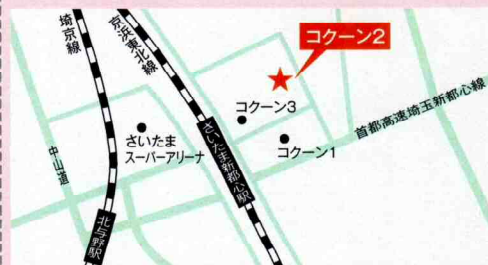 埼京線
京浜東北線
コクーン2
コクーン3
コクーン1
首都高速埼玉新都心線
さいたま
スーパーアリーナ
中山道
さいたま新都心駅
北与野駅